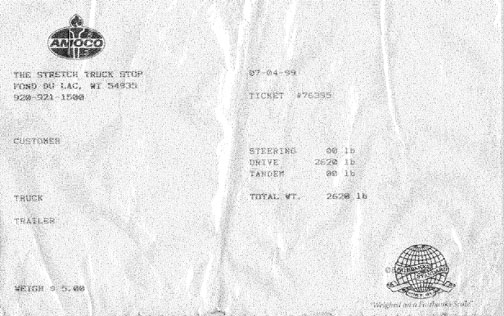 AMOCO
THE STRETCH TRUCK STOP
FOND DU LAC, WI 54935
920-921-1500
07-04-99
TICKET #76395
CUSTOMER
STEERING 00 lb
DRIVE 2620 lb
TANDEM 00 lb
TRUCK
TOTAL WT. 2620 lb
TRAILER
WEIGH $ 5.00
"Weighed on a Fairbanks Scale"